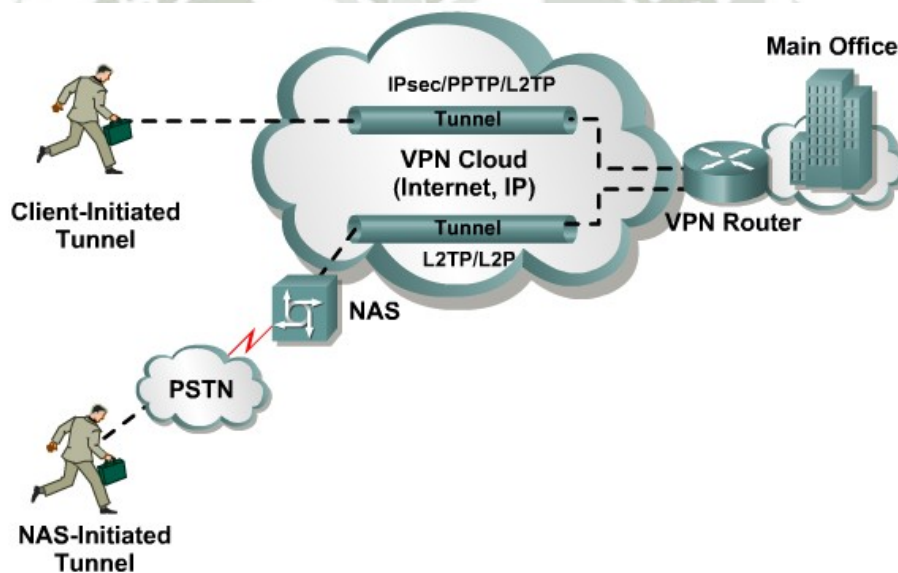 Main Office
IPsec/PPTP/L2TP
Tunnel
VPN Cloud
(Internet, IP)
Client-Initiated
Tunnel
Tunnel
VPN Router
L2TP/L2P
NAS
PSTN
NAS-Initiated
Tunnel